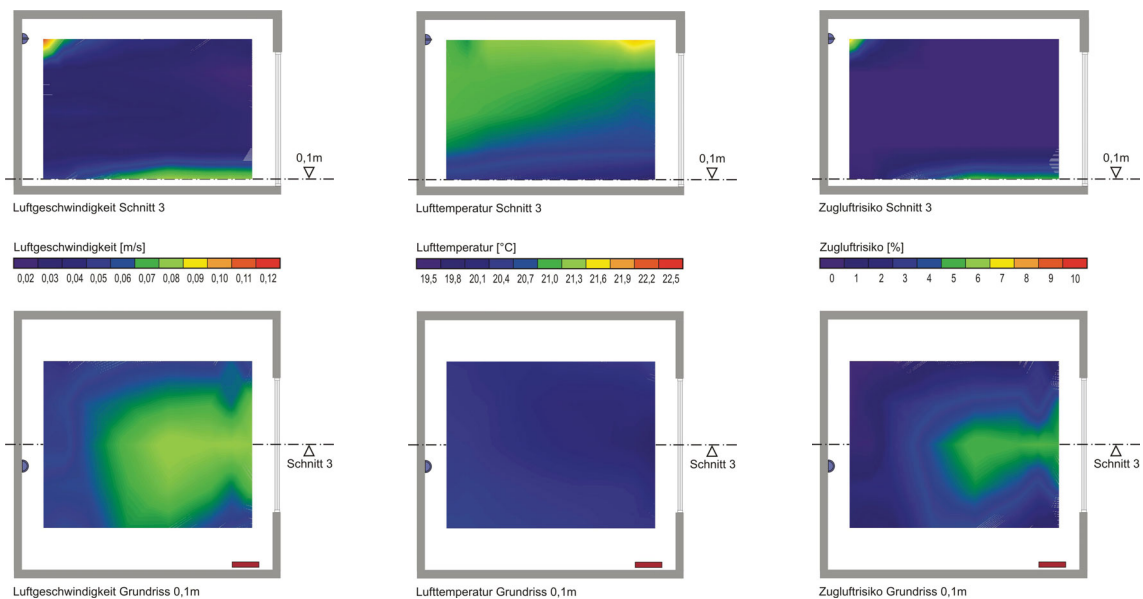 0,1m
0,1m
0,1m
Luftgeschwindigkeit Schnitt 3
Lufttemperatur Schnitt 3
Zugluftrisiko Schnitt 3
Luftgeschwindigkeit [m/s]
0,02 0,03 0,04 0,05 0,06 0,07 0,08 0,09 0,10 0,11 0,12
Lufttemperatur [°C]
19,5 19,8 20,1 20,4 20,7 21,0 21,3 21,6 21,9 22,2 22,5
Zugluftrisiko [%]
0 1 2 3 4 5 6 7 8 9 10
Schnitt 3
Schnitt 3
Schnitt 3
Luftgeschwindigkeit Grundriss 0,1m
Lufttemperatur Grundriss 0,1m
Zugluftrisiko Grundriss 0,1m